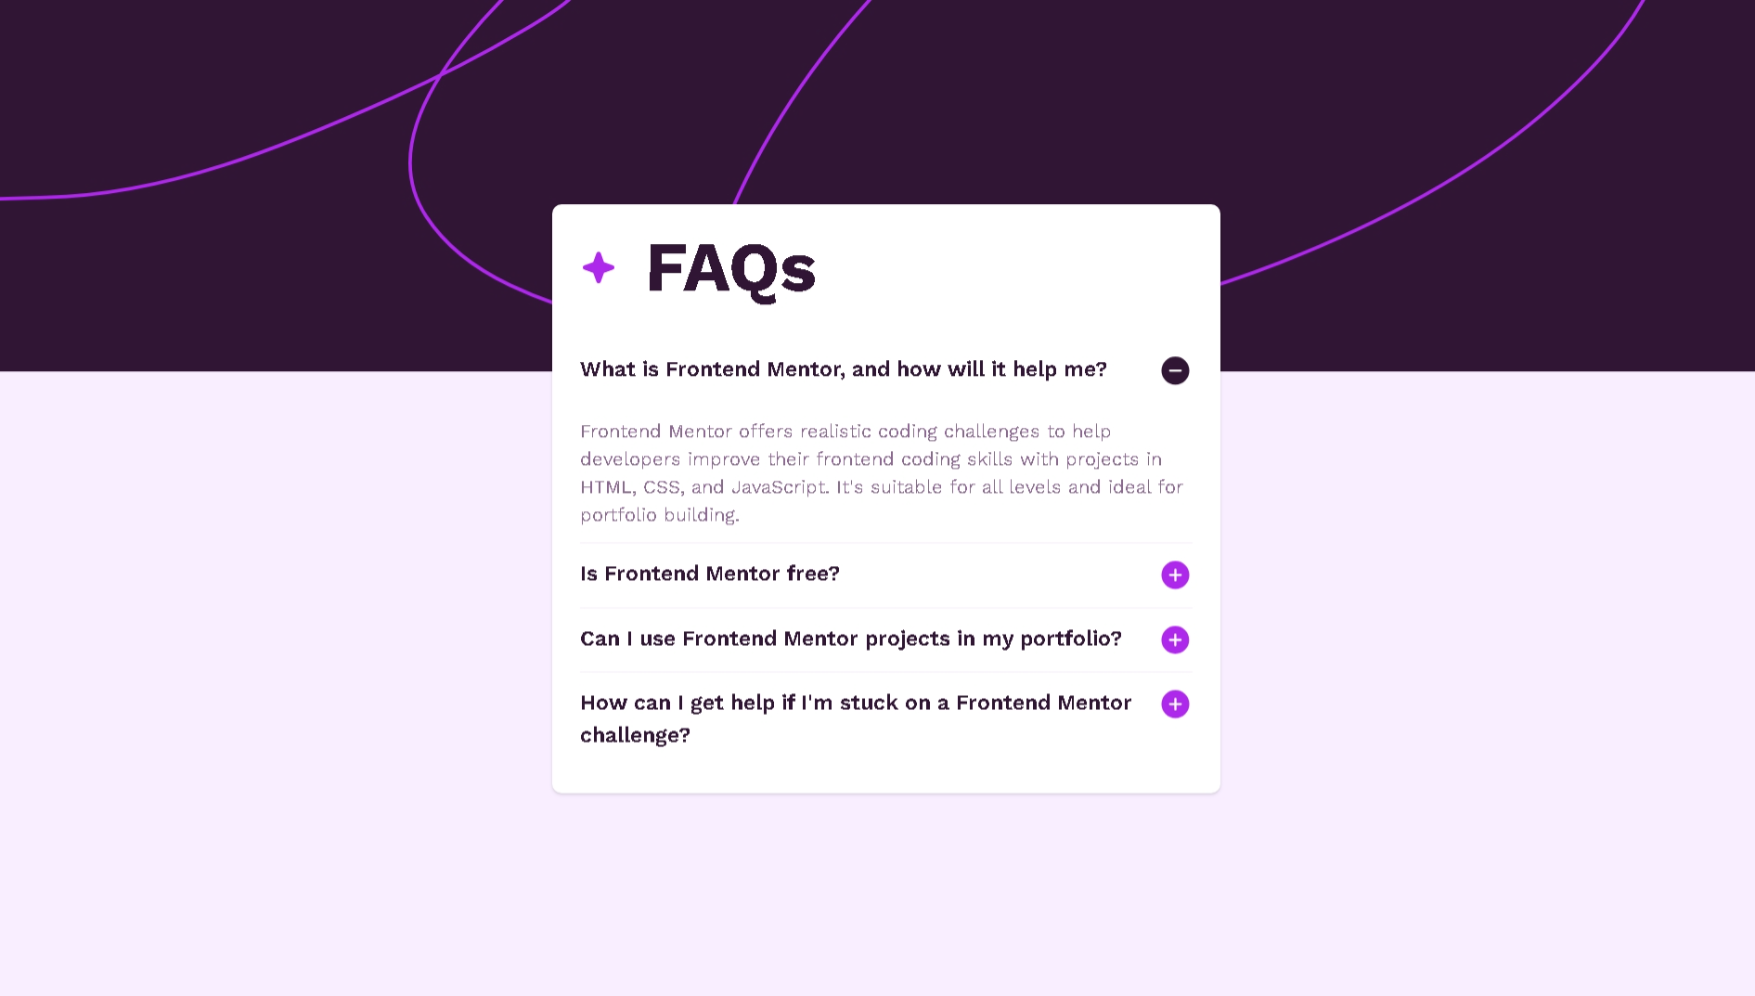 FAQs
What is Frontend Mentor, and how will it help me?
Frontend Mentor offers realistic coding challenges to help
developers improve their frontend coding skills with projects in
HTML, CSS, and JavaScript. It's suitable for all levels and ideal for
portfolio building.
Is Frontend Mentor free?
Can I use Frontend Mentor projects in my portfolio?
How can I get help if I'm stuck on a Frontend Mentor
challenge?